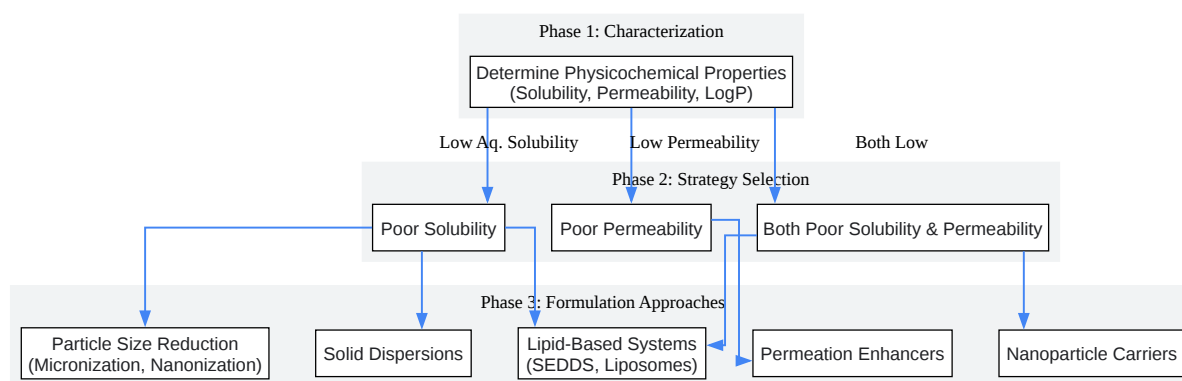 Phase 1: Characterization
Determine Physicochemical Properties
(Solubility, Permeability, LogP)
Low Aq. Solubility
Low Permeability
Both Low
Phase 2: Strategy Selection
Poor Solubility
Poor Permeability
Both Poor Solubility & Permeability
Phase 3: Formulation Approaches
Particle Size Reduction
(Micronization, Nanonization)
Solid Dispersions
Lipid-Based Systems
(SEDDS, Liposomes)
Permeation Enhancers
Nanoparticle Carriers